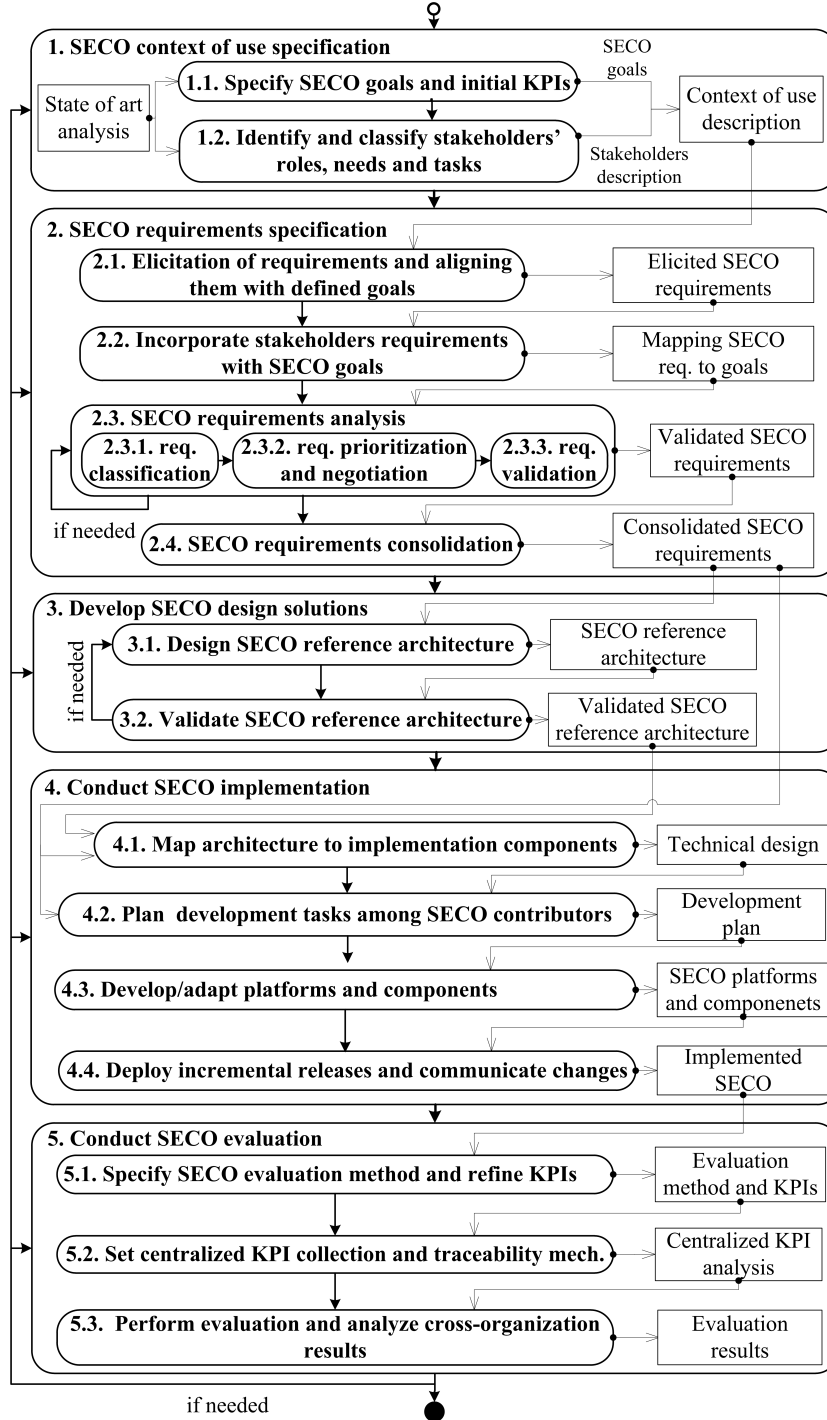 1. SECO context of use specification
SECO
goals
1.1. Specify SECO goals and initial KPIs
State of art
analysis
Context of use
description
1.2. Identify and classify stakeholders’
roles, needs and tasks
Stakeholders
description
2. SECO requirements specification
2.1. Elicitation of requirements and aligning
them with defined goals
Elicited SECO
requirements
2.2. Incorporate stakeholders requirements
with SECO goals
Mapping SECO
req. to goals
2.3. SECO requirements analysis
2.3.1. req.
classification
2.3.2. req. prioritization
and negotiation
2.3.3. req.
validation
Validated SECO
requirements
if needed
2.4. SECO requirements consolidation
Consolidated SECO
requirements
3. Develop SECO design solutions
if needed
3.1. Design SECO reference architecture
SECO reference
architecture
3.2. Validate SECO reference architecture
Validated SECO
reference architecture
4. Conduct SECO implementation
4.1. Map architecture to implementation components
Technical design
4.2. Plan development tasks among SECO contributors
Development
plan
4.3. Develop/adapt platforms and components
SECO platforms
and componenets
4.4. Deploy incremental releases and communicate changes
Implemented
SECO
5. Conduct SECO evaluation
5.1. Specify SECO evaluation method and refine KPIs
Evaluation
method and KPIs
5.2. Set centralized KPI collection and traceability mech.
Centralized KPI
analysis
5.3. Perform evaluation and analyze cross-organization
results
Evaluation
results
if needed